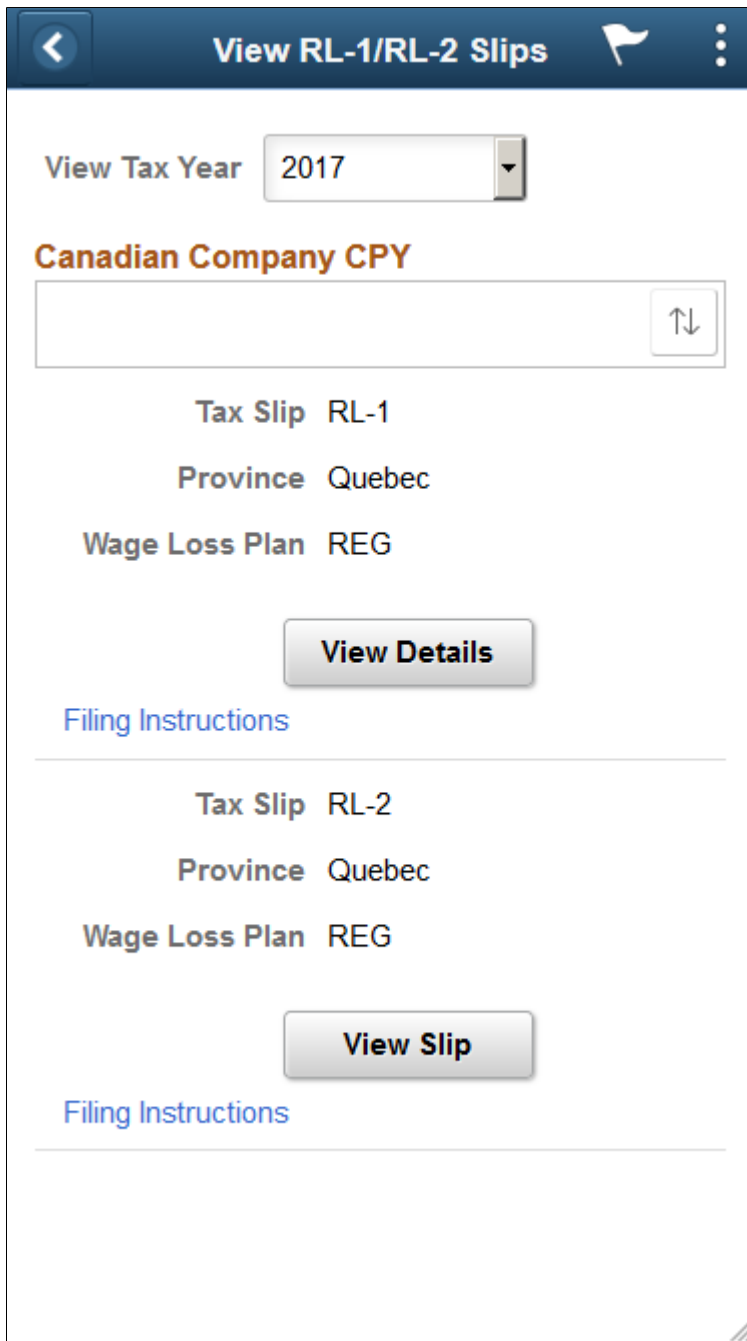 View RL-1/RL-2 Slips
View Tax Year 2017
Canadian Company CPY
Tax Slip RL-1
Province Quebec
Wage Loss Plan REG
View Details
Filing Instructions
Tax Slip RL-2
Province Quebec
Wage Loss Plan REG
View Slip
Filing Instructions